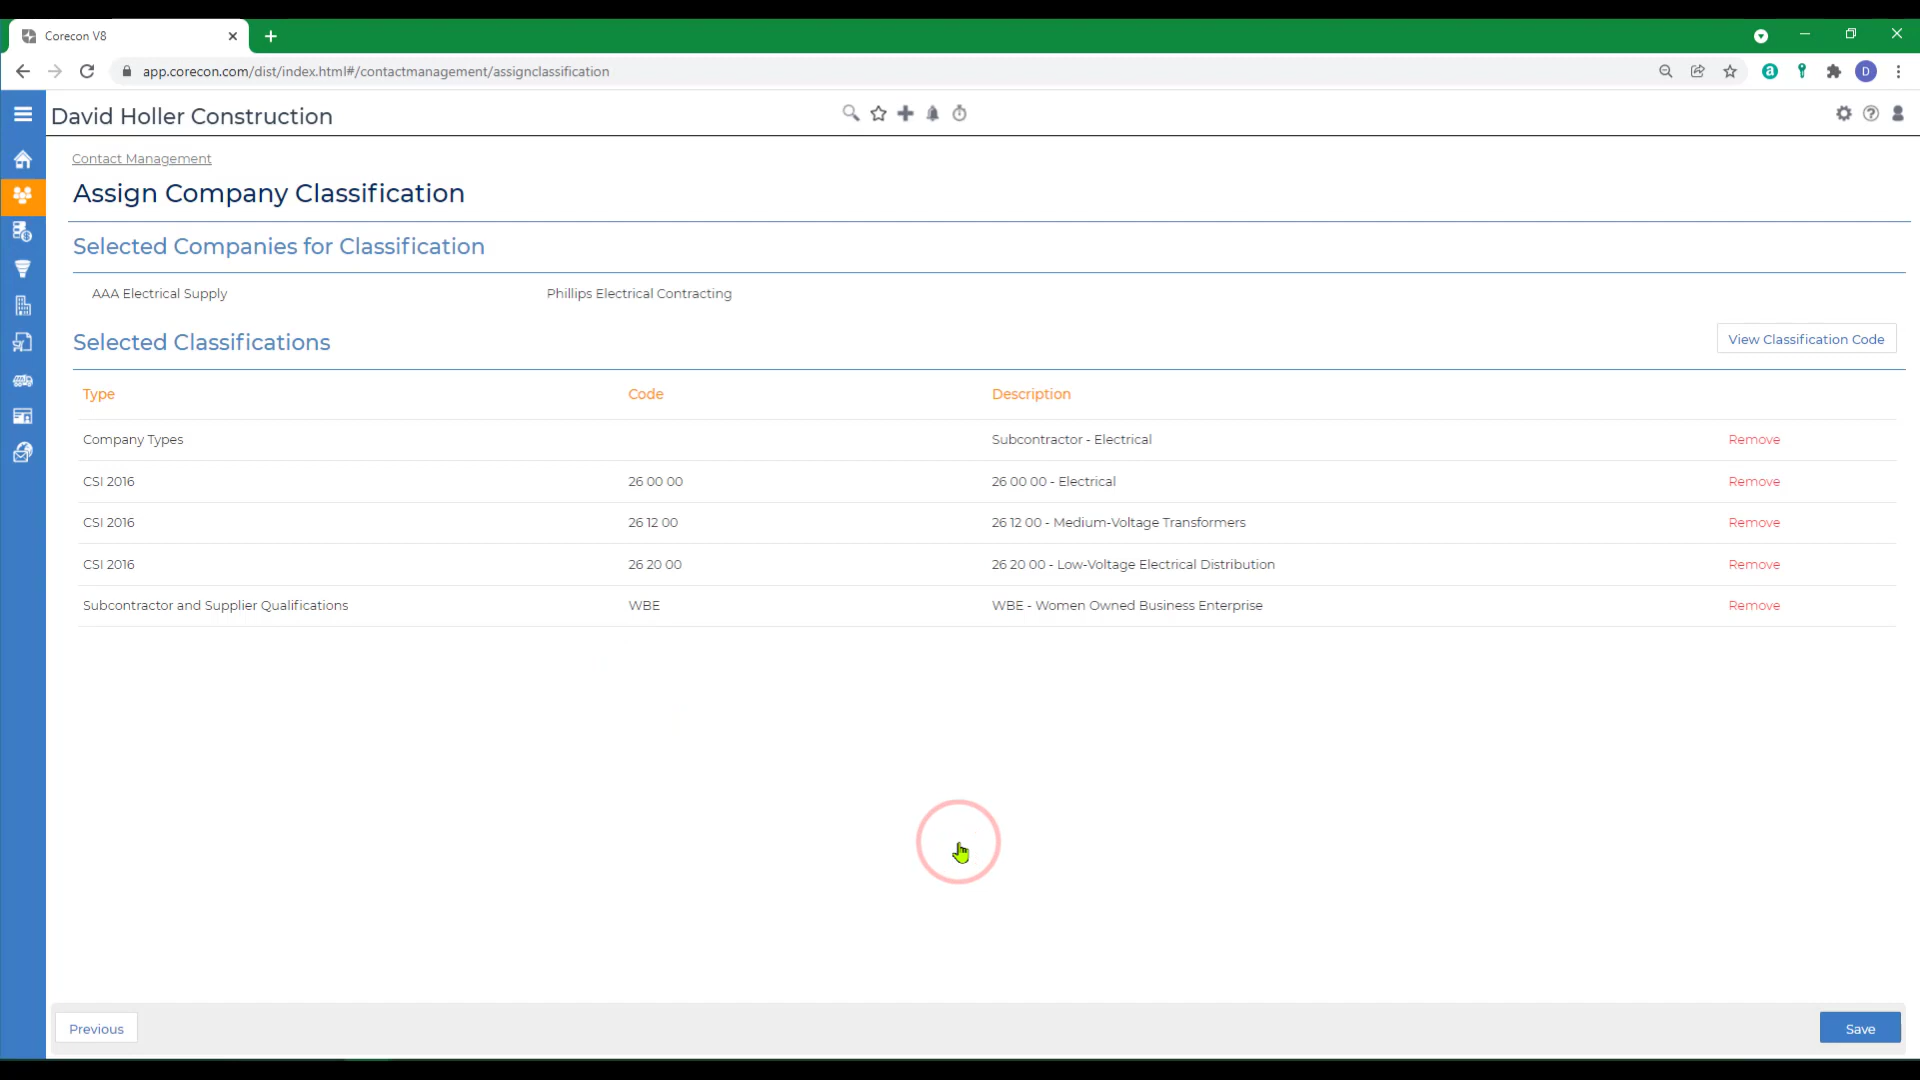 Corecon V8
app.corecon.com/dist/index.html#/contactmanagement/assignclassification
a
D
David Holler Construction
Contact Management
Assign Company Classification
Selected Companies for Classification
AAA Electrical Supply Phillips Electrical Contracting
Selected Classifications View Classification Code
Type Code Description
Company Types Subcontractor - Electrical Remove
CSI 2016 26 00 00 26 00 00 - Electrical Remove
CSI 2016 26 12 00 26 12 00 - Medium-Voltage Transformers Remove
CSI 2016 26 20 00 26 20 00 - Low-Voltage Electrical Distribution Remove
Subcontractor and Supplier Qualifications WBE WBE - Women Owned Business Enterprise Remove
Previous Save